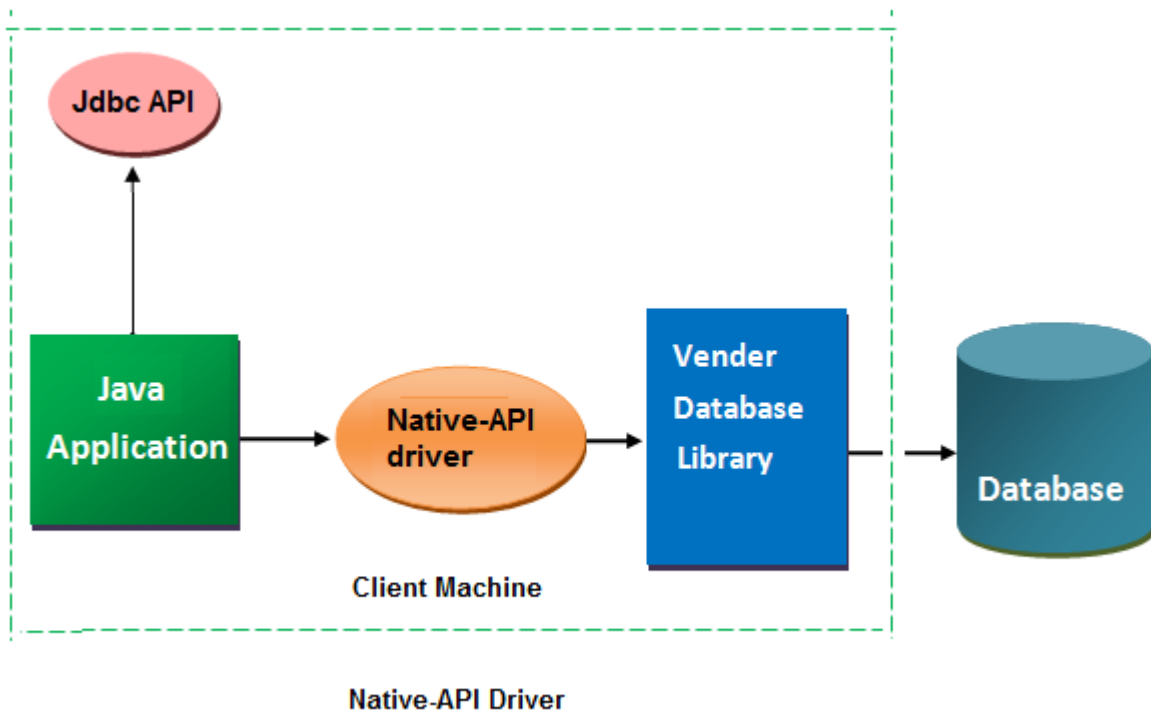 Jdbc API
Java
Application
Native-API
driver
Vender
Database
Library
Database
Client Machine
Native-API Driver